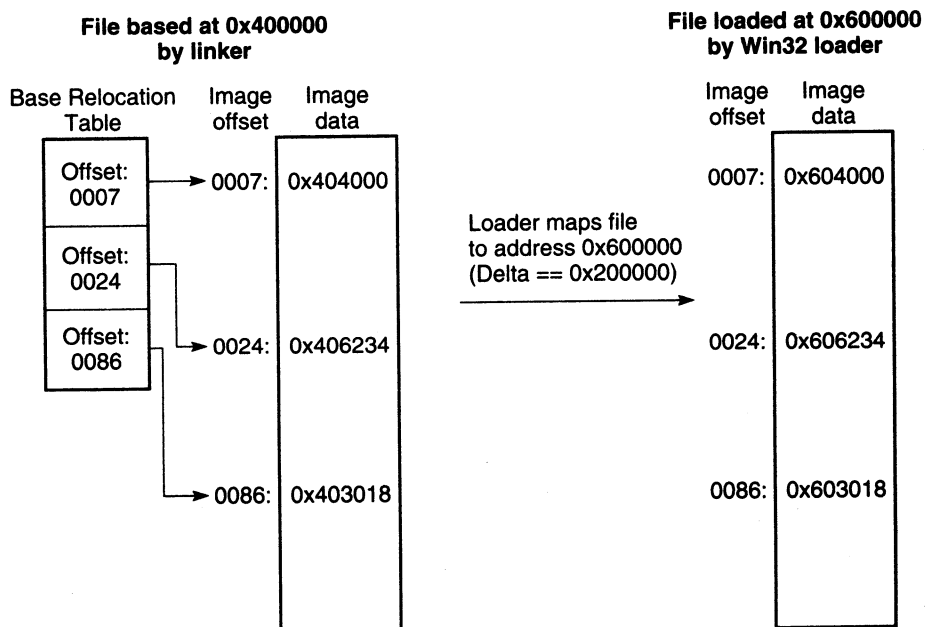 File based at 0x400000
by linker
Base Relocation
Table
Image
offset
Image
data
Offset:
0007
Offset:
0024
Offset:
0086
0007:
0x404000
0024:
0x406234
0086:
0x403018
Loader maps file
to address 0x600000
(Delta == 0x200000)
File loaded at 0x600000
by Win32 loader
Image
offset
Image
data
0007:
0x604000
0024:
0x606234
0086:
0x603018